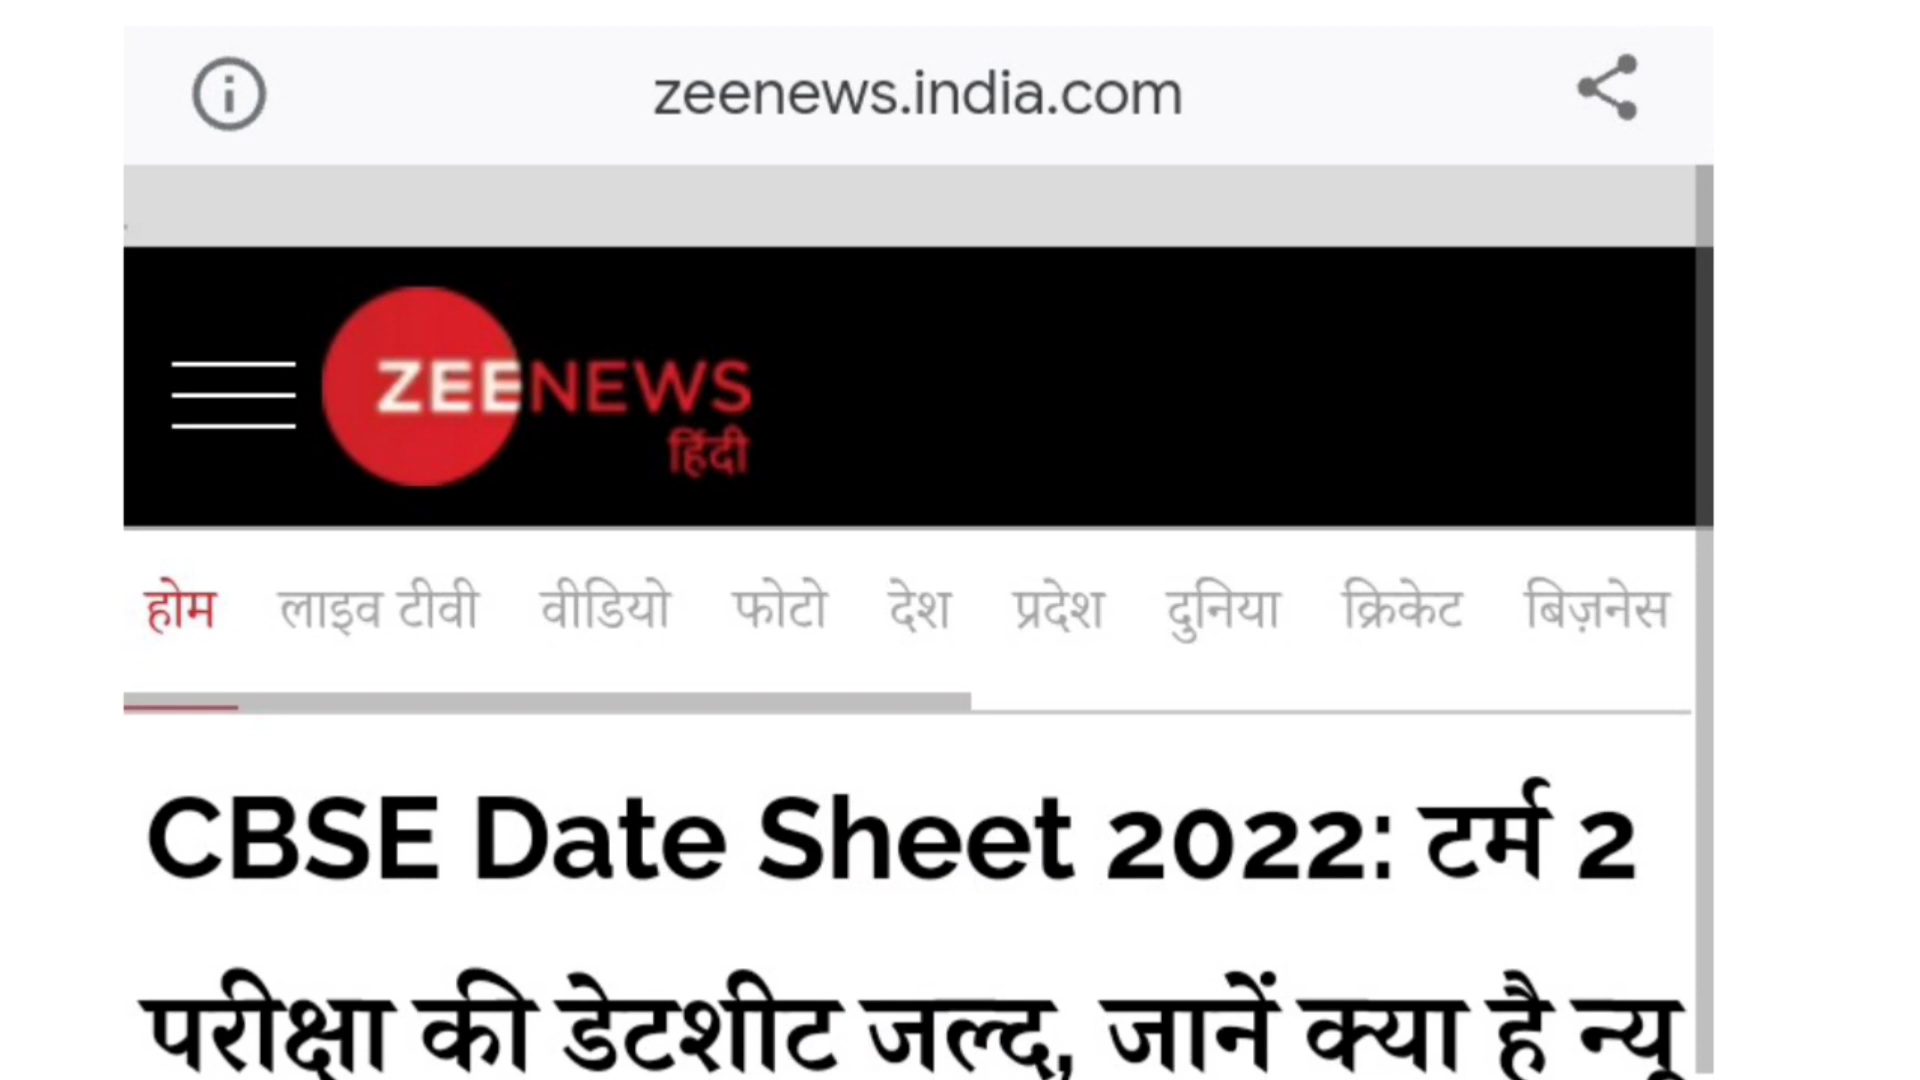 zeenews.india.com
ZEENEWS
हिंदी
होम लाइव टीवी वीडियो फोटो देश प्रदेश दुनिया क्रिकेट बिज़नेस
CBSE Date Sheet 2022: टर्म 2
परीक्षा की डेटशीट जल्द, जानें क्या है न्यू